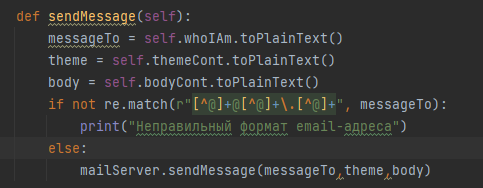 def sendMessage(self):
    messageTo = self.whoIAm.toPlainText()
    theme = self.themeCont.toPlainText()
    body = self.bodyCont.toPlainText()
    if not re.match(r"[^@]+@[^@]+\.[^@]+", messageTo):
        print("Неправильный формат email-адреса")
    else:
        mailServer.sendMessage(messageTo,theme,body)